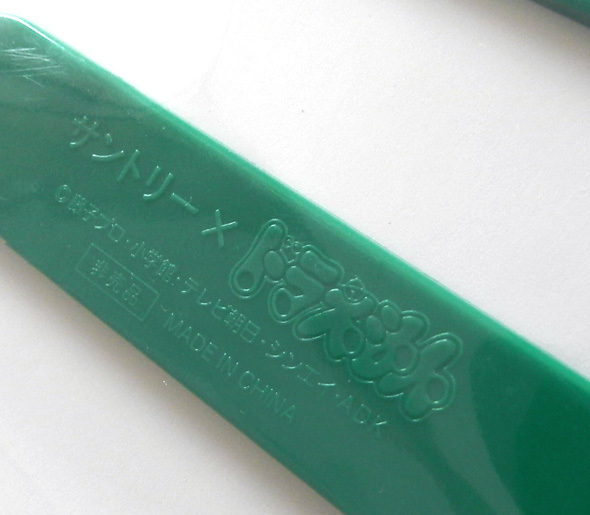 サントリー×ドラえもん
©藤子プロ・小学館・テレビ朝日・シンエイ・ADK
非売品 MADE IN CHINA